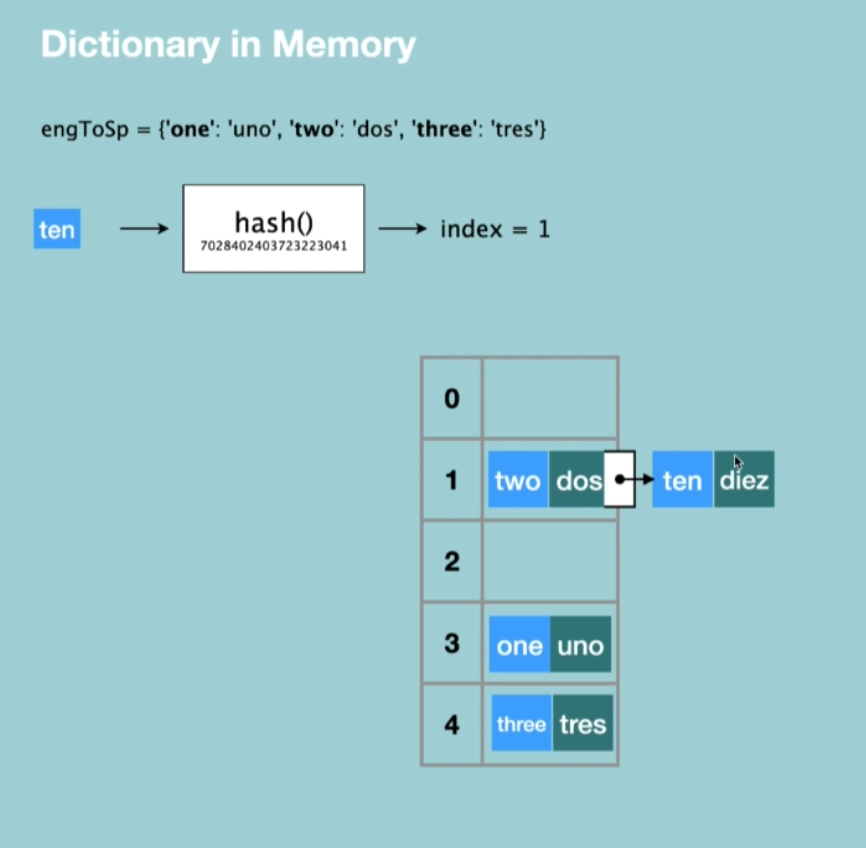 Dictionary in Memory
engToSp = {'one': 'uno', 'two': 'dos', 'three': 'tres'}
ten
hash()
7028402403723223041
index = 1
0
1 two dos ten diez
2
3 one uno
4 three tres